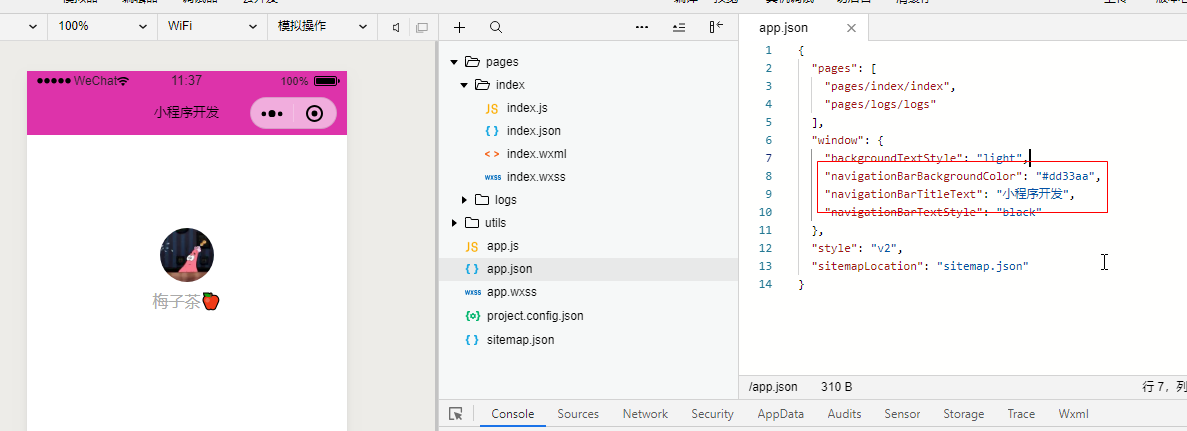 100%
WiFi
模拟操作
WeChat
11:37
100%
小程序开发
梅子茶
pages
index
JS index.js
{ } index.json
< > index.wxml
wxss index.wxss
logs
utils
JS app.js
{ } app.json
wxss app.wxss
{o} project.config.json
{ } sitemap.json
app.json
1 {
2 "pages": [
3 "pages/index/index",
4 "pages/logs/logs"
5 ],
6 "window": {
7 "backgroundTextStyle": "light",
8 "navigationBarBackgroundColor": "#dd33aa",
9 "navigationBarTitleText": "小程序开发",
10 "navigationBarTextStyle": "black"
11 },
12 "style": "v2",
13 "sitemapLocation": "sitemap.json"
14 }
/app.json 310 B 行 7，列
Console Sources Network Security AppData Audits Sensor Storage Trace Wxml